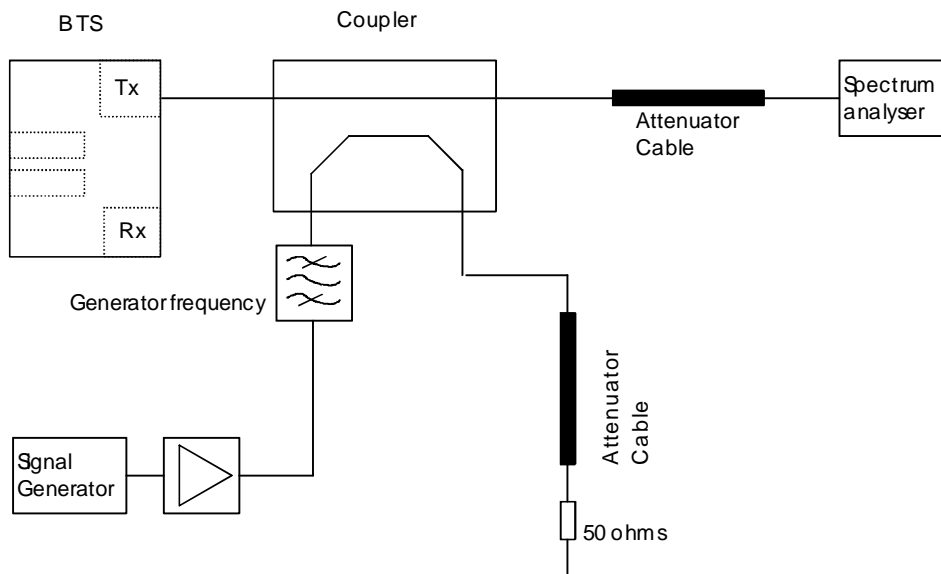 BTS
Coupler
Tx
Spectrum
analyser
Attenuator
Cable
Rx
Generator frequency
Attenuator
Cable
Signal
Generator
50 ohms